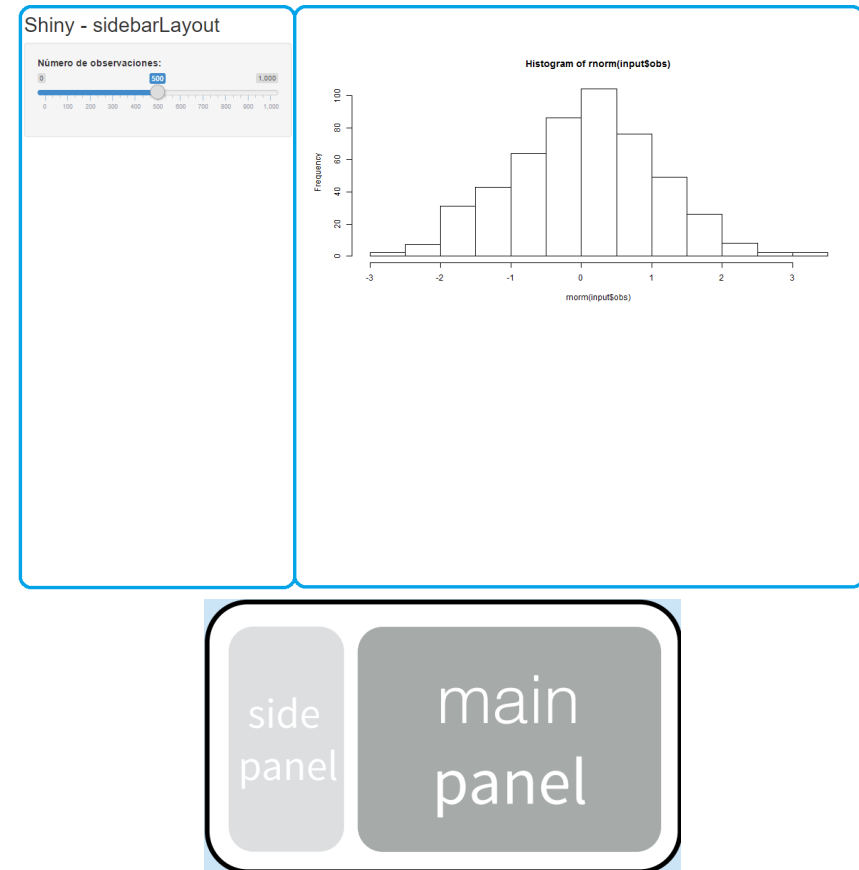 Shiny - sidebarLayout
Número de observaciones:
0 500 1,000
0 100 200 300 400 500 600 700 800 900 1,000
Histogram of rnorm(input$obs)
Frequency
100
80
60
40
20
0
-3 -2 -1 0 1 2 3
rnorm(input$obs)
side
panel
main
panel